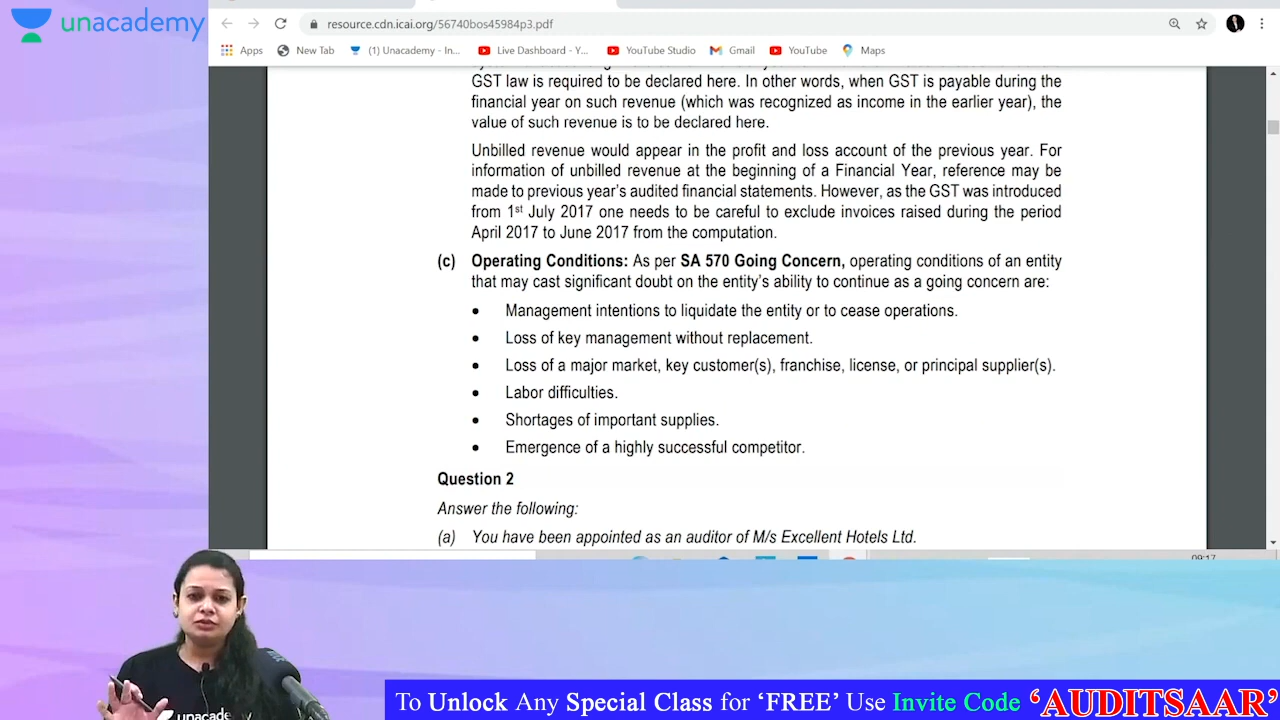 unacademy
resource.cdn.icai.org/56740bos45984p3.pdf
Apps
New Tab
(1) Unacademy - In...
Live Dashboard - Y...
YouTube Studio
Gmail
YouTube
Maps
GST law is required to be declared here. In other words, when GST is payable during the
financial year on such revenue (which was recognized as income in the earlier year), the
value of such revenue is to be declared here.
Unbilled revenue would appear in the profit and loss account of the previous year. For
information of unbilled revenue at the beginning of a Financial Year, reference may be
made to previous year's audited financial statements. However, as the GST was introduced
from 1st July 2017 one needs to be careful to exclude invoices raised during the period
April 2017 to June 2017 from the computation.
(c) Operating Conditions: As per SA 570 Going Concern, operating conditions of an entity
that may cast significant doubt on the entity's ability to continue as a going concern are:
• Management intentions to liquidate the entity or to cease operations.
• Loss of key management without replacement.
• Loss of a major market, key customer(s), franchise, license, or principal supplier(s).
• Labor difficulties.
• Shortages of important supplies.
• Emergence of a highly successful competitor.
Question 2
Answer the following:
(a) You have been appointed as an auditor of M/s Excellent Hotels Ltd.
09:17
unacademy
To Unlock Any Special Class for ‘FREE’ Use Invite Code ‘AUDITSAAR’